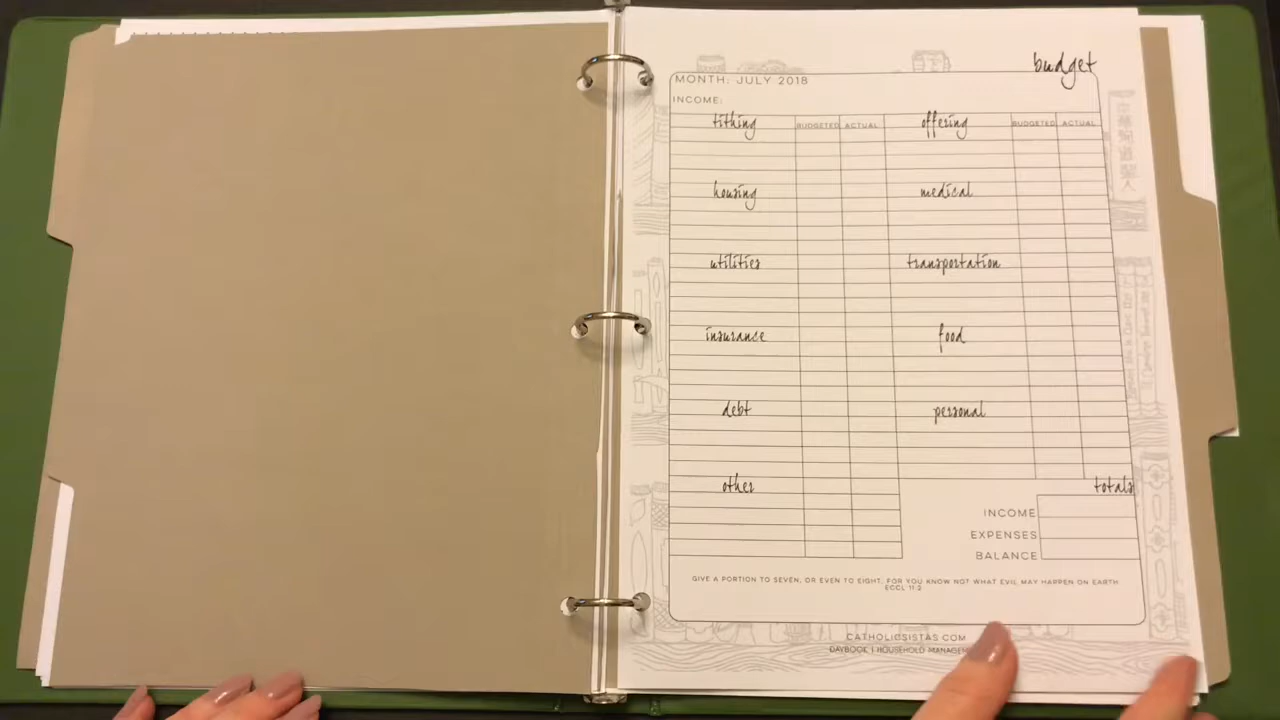 budget
MONTH: JULY 2018
INCOME:
tithing BUDGETED ACTUAL offering BUDGETED ACTUAL
housing medical
utilities transportation
insurance food
debt personal
other totals
INCOME
EXPENSES
BALANCE
GIVE A PORTION TO SEVEN, OR EVEN TO EIGHT, FOR YOU KNOW NOT WHAT EVIL MAY HAPPEN ON EARTH
ECCL 11:2
CATHOLICSISTAS.COM
DAYBOOK | HOUSEHOLD